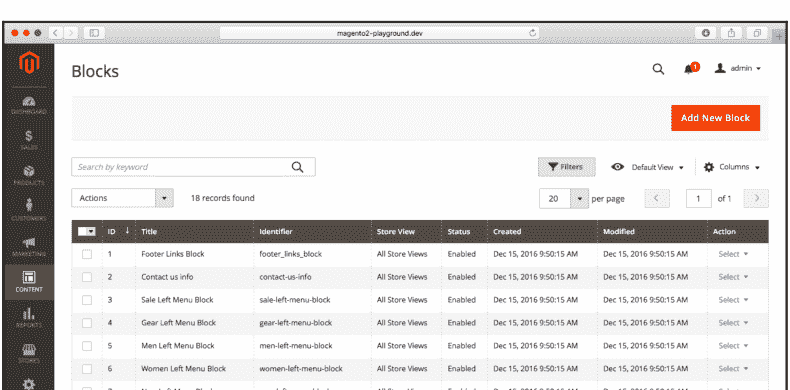 magento2-playground.dev
Blocks
1
admin
DASHBOARD
Add New Block
$
SALES
Search by keyword
Filters
Default View
Columns
PRODUCTS
Actions
18 records found
20
per page
1
of 1
CUSTOMERS
ID ↓ Title Identifier Store View Status Created Modified Action
MARKETING
1 Footer Links Block footer_links_block All Store Views Enabled Dec 15, 2016 9:50:15 AM Dec 15, 2016 9:50:15 AM Select
2 Contact us info contact-us-info All Store Views Enabled Dec 15, 2016 9:50:15 AM Dec 15, 2016 9:50:15 AM Select
CONTENT
3 Sale Left Menu Block sale-left-menu-block All Store Views Enabled Dec 15, 2016 9:50:15 AM Dec 15, 2016 9:50:15 AM Select
4 Gear Left Menu Block gear-left-menu-block All Store Views Enabled Dec 15, 2016 9:50:15 AM Dec 15, 2016 9:50:15 AM Select
REPORTS
5 Men Left Menu Block men-left-menu-block All Store Views Enabled Dec 15, 2016 9:50:15 AM Dec 15, 2016 9:50:15 AM Select
STORES
6 Women Left Menu Block women-left-menu-block All Store Views Enabled Dec 15, 2016 9:50:15 AM Dec 15, 2016 9:50:15 AM Select